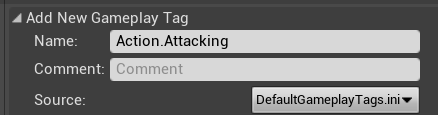 Add New Gameplay Tag
Name: Action.Attacking
Comment: Comment
Source: DefaultGameplayTags.ini